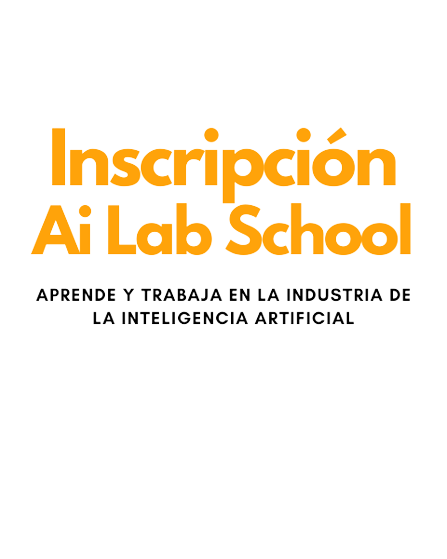 Inscripción
Ai Lab School
APRENDE Y TRABAJA EN LA INDUSTRIA DE
LA INTELIGENCIA ARTIFICIAL